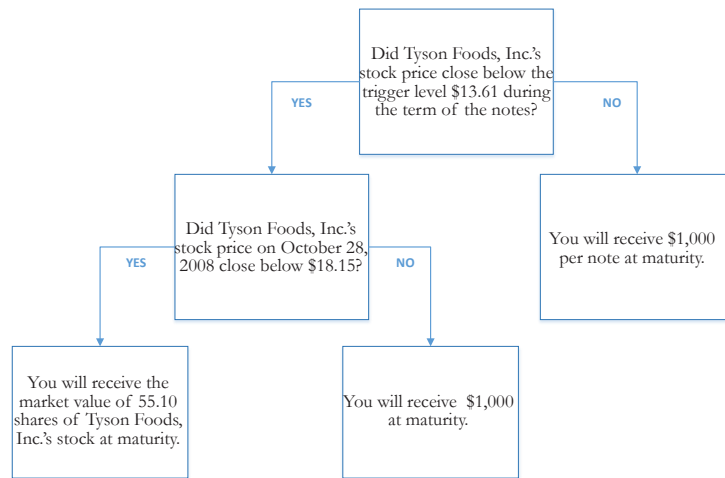 Did Tyson Foods, Inc.'s
stock price close below the
trigger level $13.61 during
the term of the notes?
YES
NO
Did Tyson Foods, Inc.'s
stock price on October 28,
2008 close below $18.15?
You will receive $1,000
per note at maturity.
YES
NO
You will receive the
market value of 55.10
shares of Tyson Foods,
Inc.'s stock at maturity.
You will receive $1,000
at maturity.